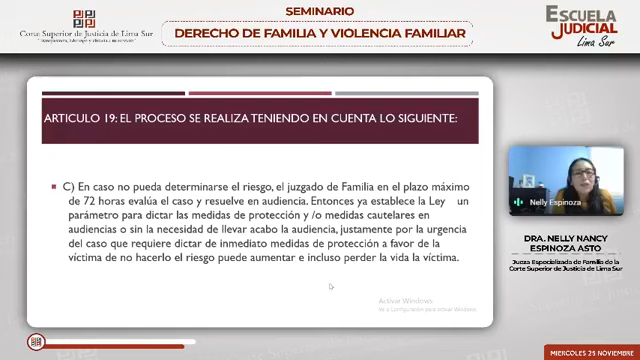 SEMINARIO
DERECHO DE FAMILIA Y VIOLENCIA FAMILIAR
Corte Superior de Justicia de Lima Sur
ESCUELA
JUDICIAL
Lima Sur
ARTICULO 19: EL PROCESO SE REALIZA TENIENDO EN CUENTA LO SIGUIENTE:
C) En caso no pueda determinarse el riesgo, el juzgado de Familia en el plazo máximo
de 72 horas evalúa el caso y resuelve en audiencia. Entonces ya establece la Ley un
parámetro para dictar las medidas de protección y /o medidas cautelares en
audiencias o sin la necesidad de llevar acabo la audiencia, justamente por la urgencia
del caso que requiere dictar de inmediato medidas de protección a favor de la
víctima de no hacerlo el riesgo puede aumentar e incluso perder la vida la víctima.
Activar Windows
Ve a Configuración para activar Windows.
Nelly Espinoza
DRA. NELLY NANCY
ESPINOZA ASTO
Jueza Especializada de Familia de la
Corte Superior de Justicia de Lima Sur
MIERCOLES 25 NOVIEMBRE